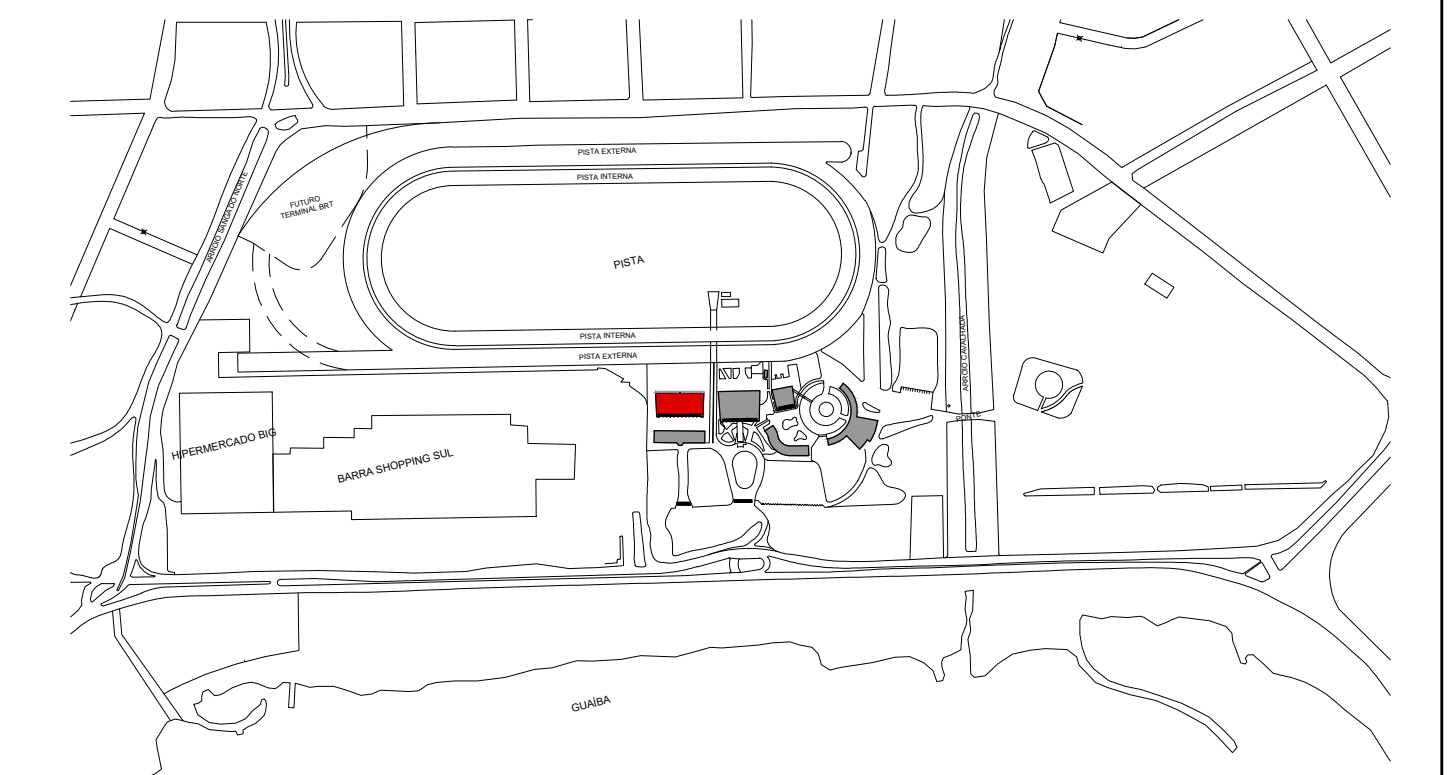 PISTA EXTERNA
PISTA INTERNA
ARROIO SANGA DO NORTE
FUTURO
TERMINAL BRT
PISTA
PISTA INTERNA
PISTA EXTERNA
ARROIO CAVALHADA
PONTE
HIPERMERCADO BIG
BARRA SHOPPING SUL
GUAÍBA